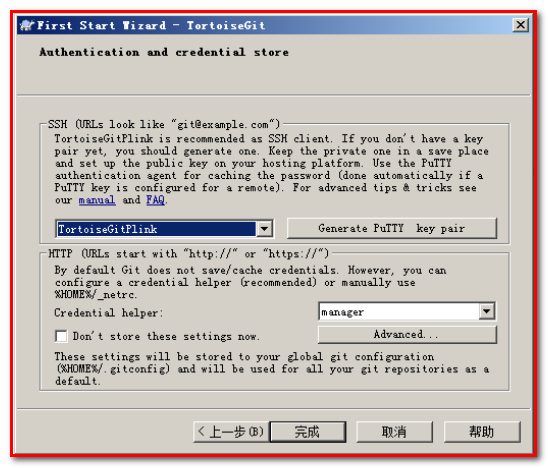 First Start Wizard - TortoiseGit
Authentication and credential store
SSH (URLs look like "git@example.com")
TortoiseGitPlink is recommended as SSH client. If you don't have a key
pair yet, you should generate one. Keep the private one in a save place
and set up the public key on your hosting platform. Use the PuTTY
authentication agent for caching the password (done automatically if a
PuTTY key is configured for a remote). For advanced tips & tricks see
our manual and FAQ.
TortoiseGitPlink
Generate PuTTY key pair
HTTP (URLs start with "http://" or "https://")
By default Git does not save/cache credentials. However, you can
configure a credential helper (recommended) or manually use
%HOME%/_netrc.
Credential helper:
manager
Don't store these settings now.
Advanced...
These settings will be stored to your global git configuration
(%HOME%/.gitconfig) and will be used for all your git repositories as a
default.
< 上一步(B)
完成
取消
帮助